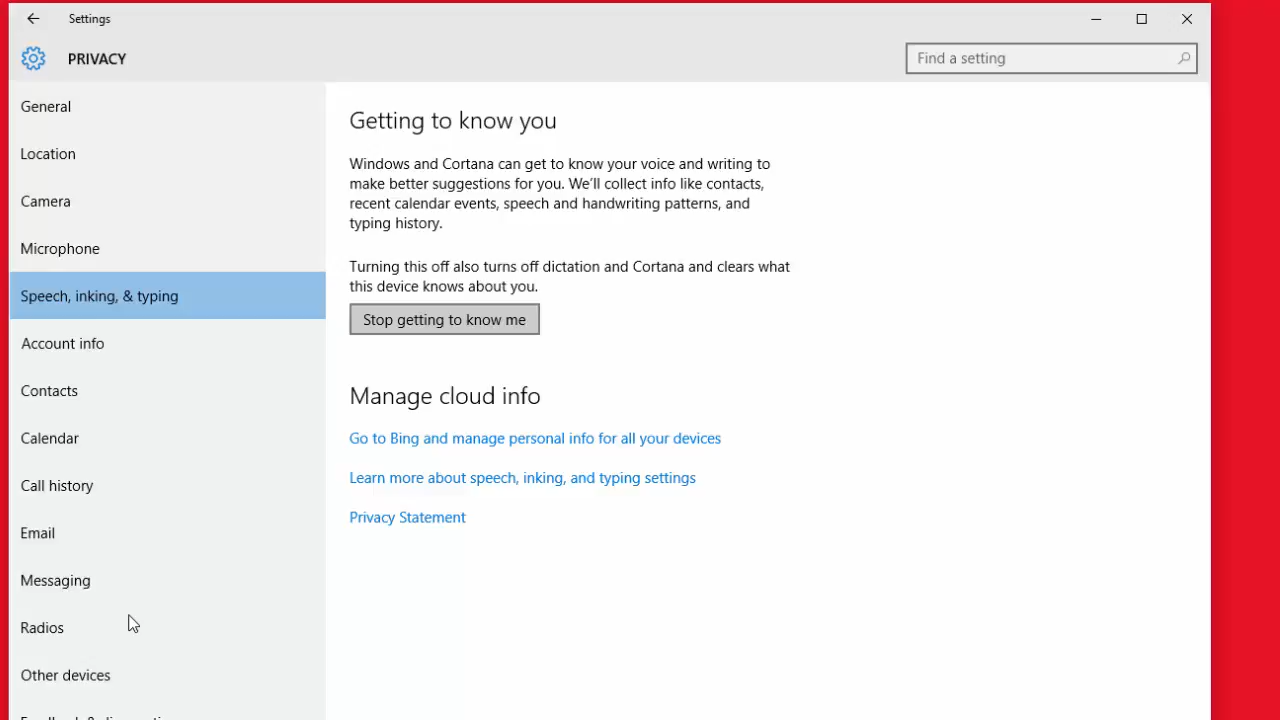 Settings
PRIVACY
Find a setting
General
Location
Camera
Microphone
Speech, inking, & typing
Account info
Contacts
Calendar
Call history
Email
Messaging
Radios
Other devices
Getting to know you
Windows and Cortana can get to know your voice and writing to
make better suggestions for you. We'll collect info like contacts,
recent calendar events, speech and handwriting patterns, and
typing history.
Turning this off also turns off dictation and Cortana and clears what
this device knows about you.
Stop getting to know me
Manage cloud info
Go to Bing and manage personal info for all your devices
Learn more about speech, inking, and typing settings
Privacy Statement